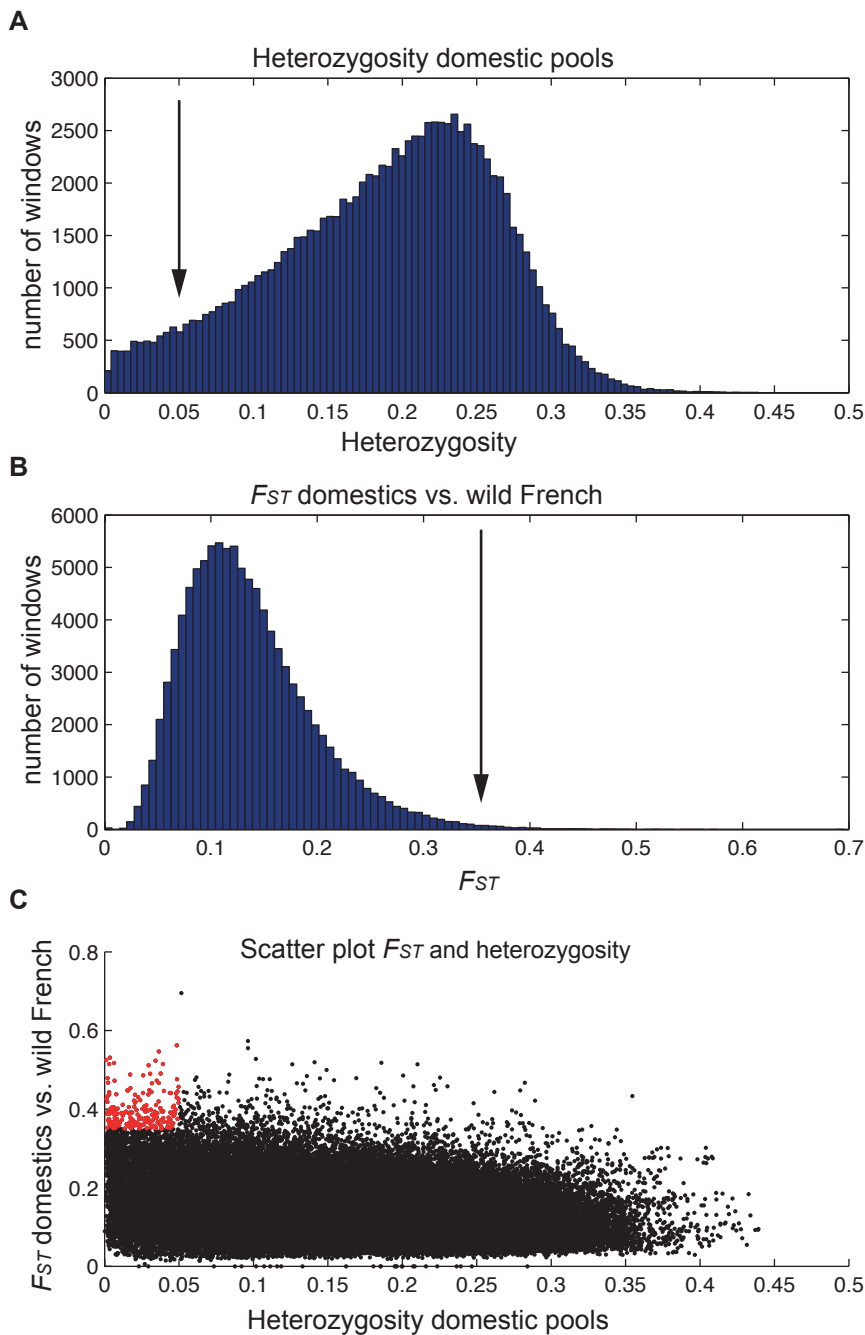 A
Heterozygosity domestic pools
3000
2500
2000
1500
1000
500
0
number of windows
0 0.05 0.1 0.15 0.2 0.25 0.3 0.35 0.4 0.45 0.5
Heterozygosity
B
FST domestics vs. wild French
6000
5000
4000
3000
2000
1000
0
number of windows
0 0.1 0.2 0.3 0.4 0.5 0.6 0.7
FST
C
Scatter plot FST and heterozygosity
0.8
0.6
0.4
0.2
0
FST domestics vs. wild French
0 0.05 0.1 0.15 0.2 0.25 0.3 0.35 0.4 0.45 0.5
Heterozygosity domestic pools